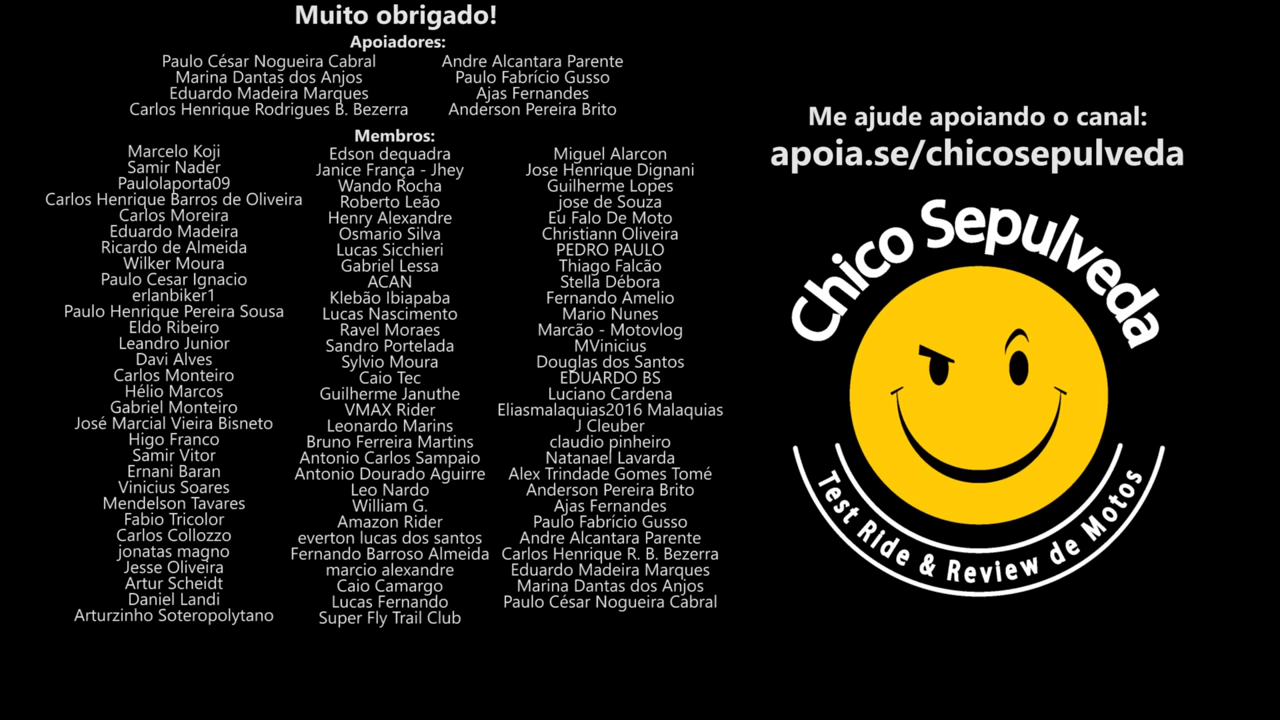 Muito obrigado!
Apoiadores:
Paulo César Nogueira Cabral
Marina Dantas dos Anjos
Eduardo Madeira Marques
Carlos Henrique Rodrigues B. Bezerra
Andre Alcantara Parente
Paulo Fabrício Gusso
Ajas Fernandes
Anderson Pereira Brito
Membros:
Marcelo Koji
Samir Nader
Paulolaporta09
Carlos Henrique Barros de Oliveira
Carlos Moreira
Eduardo Madeira
Ricardo de Almeida
Wilker Moura
Paulo Cesar Ignacio
erlanbiker1
Paulo Henrique Pereira Sousa
Eldo Ribeiro
Leandro Junior
Davi Alves
Carlos Monteiro
Hélio Marcos
Gabriel Monteiro
José Marcial Vieira Bisneto
Higo Franco
Samir Vitor
Ernani Baran
Vinicius Soares
Mendelson Tavares
Fabio Tricolor
Carlos Collozzo
jonatas magno
Jesse Oliveira
Artur Scheidt
Daniel Landi
Arturzinho Soteropolytano
Edson dequadra
Janice França - Jhey
Wando Rocha
Roberto Leão
Henry Alexandre
Osmario Silva
Lucas Sicchieri
Gabriel Lessa
ACAN
Klebão Ibiapaba
Lucas Nascimento
Ravel Moraes
Sandro Portelada
Sylvio Moura
Caio Tec
Guilherme Januthe
VMAX Rider
Leonardo Marins
Bruno Ferreira Martins
Antonio Carlos Sampaio
Antonio Dourado Aguirre
Leo Nardo
William G.
Amazon Rider
everton lucas dos santos
Fernando Barroso Almeida
marcio alexandre
Caio Camargo
Lucas Fernando
Super Fly Trail Club
Miguel Alarcon
Jose Henrique Dignani
Guilherme Lopes
jose de Souza
Eu Falo De Moto
Christiann Oliveira
PEDRO PAULO
Thiago Falcão
Stella Débora
Fernando Amelio
Mario Nunes
Marcão - Motovlog
MVinicius
Douglas dos Santos
EDUARDO BS
Luciano Cardena
Eliasmalaquias2016 Malaquias
J Cleuber
claudio pinheiro
Natanael Lavarda
Alex Trindade Gomes Tomé
Anderson Pereira Brito
Ajas Fernandes
Paulo Fabrício Gusso
Andre Alcantara Parente
Carlos Henrique R. B. Bezerra
Eduardo Madeira Marques
Marina Dantas dos Anjos
Paulo César Nogueira Cabral
Me ajude apoiando o canal:
apoia.se/chicosepulveda
Chico Sepulveda
Test Ride & Review de Motos